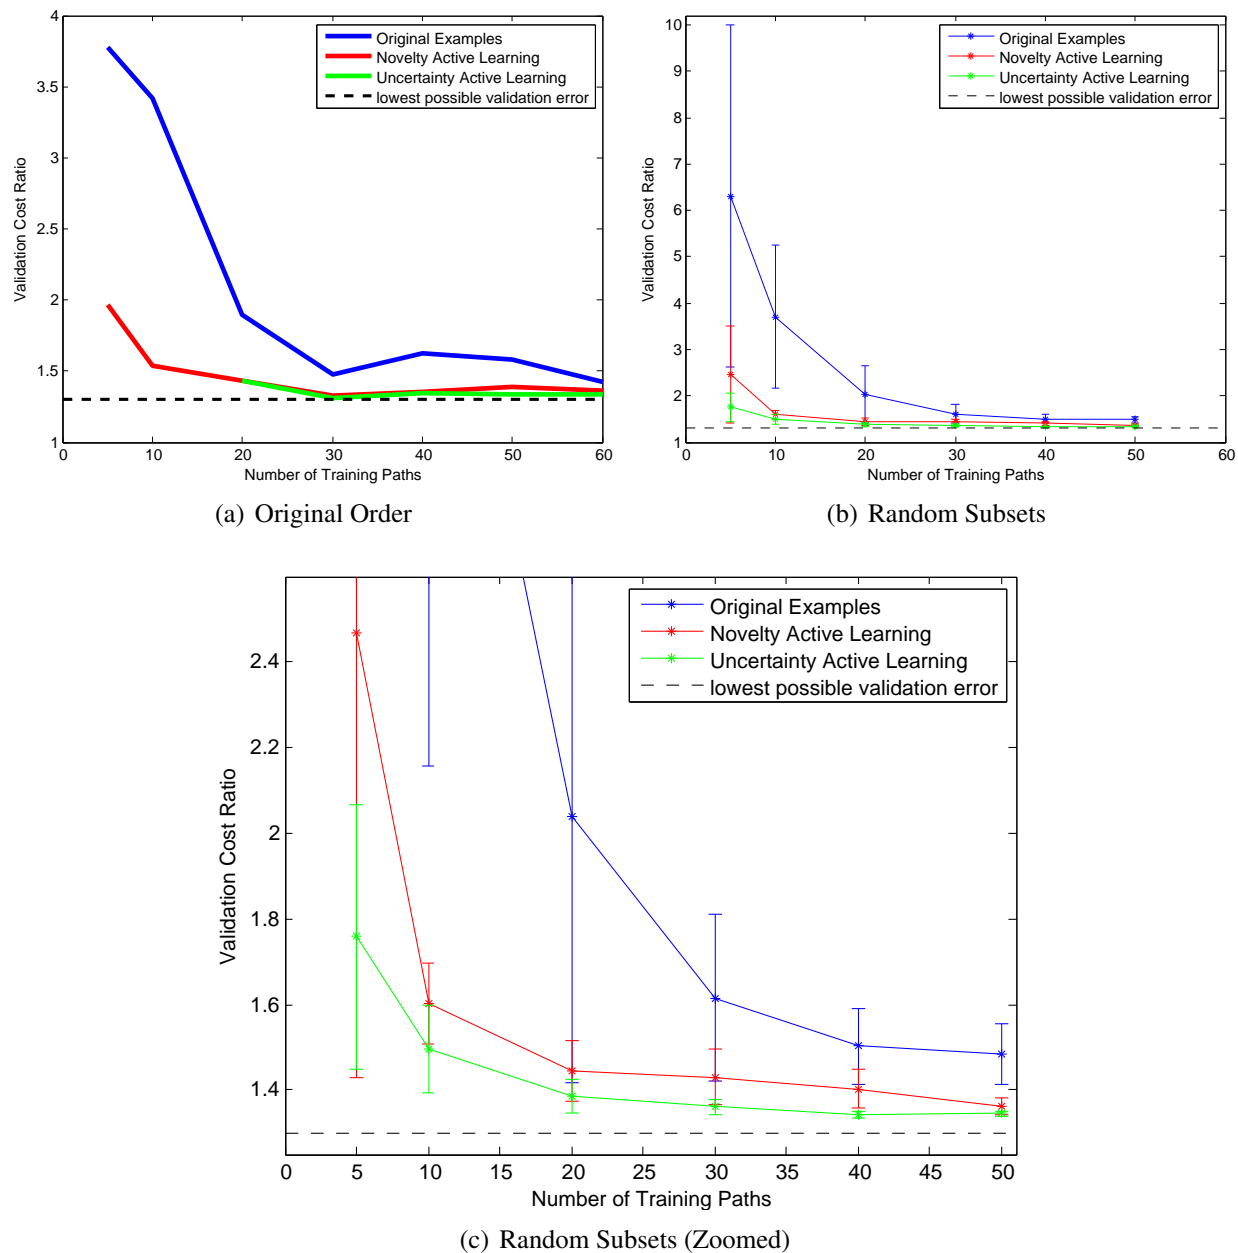 4
3.5
3
2.5
2
1.5
1
0
10
20
30
40
50
60
Validation Cost Ratio
Number of Training Paths
Original Examples
Novelty Active Learning
Uncertainty Active Learning
lowest possible validation error
(a) Original Order
10
9
8
7
6
5
4
3
2
1
0
10
20
30
40
50
60
Validation Cost Ratio
Number of Training Paths
Original Examples
Novelty Active Learning
Uncertainty Active Learning
lowest possible validation error
(b) Random Subsets
2.4
2.2
2
1.8
1.6
1.4
0
5
10
15
20
25
30
35
40
45
50
Validation Cost Ratio
Number of Training Paths
Original Examples
Novelty Active Learning
Uncertainty Active Learning
lowest possible validation error
(c) Random Subsets (Zoomed)